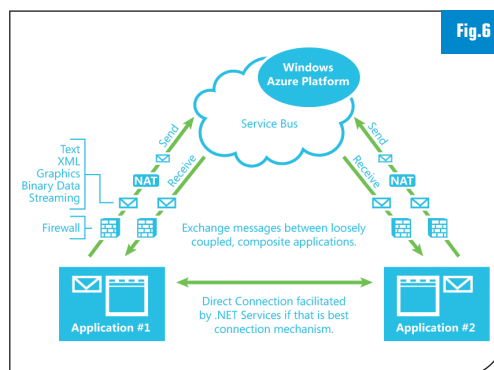 Fig.6
Windows
Azure Platform
Service Bus
Send
Send
Receive
Receive
NAT
NAT
Text
XML
Graphics
Binary Data
Streaming
Firewall
Exchange messages between loosely
coupled, composite applications.
Direct Connection facilitated
by .NET Services if that is best
connection mechanism.
Application #1
Application #2